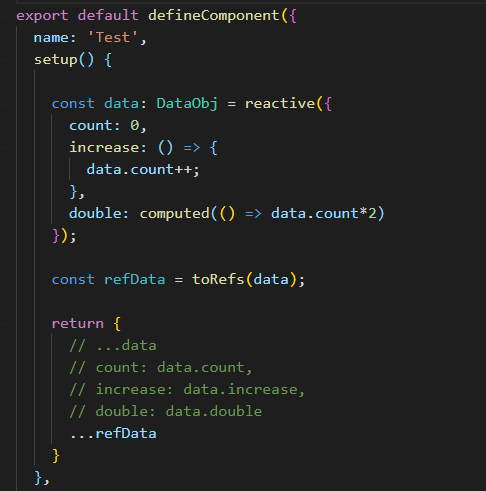 export default defineComponent({
  name: 'Test',
  setup() {

    const data: DataObj = reactive({
      count: 0,
      increase: () => {
        data.count++;
      },
      double: computed(() => data.count*2)
    });

    const refData = toRefs(data);

    return {
      // ...data
      // count: data.count,
      // increase: data.increase,
      // double: data.double
      ...refData
    }
  },